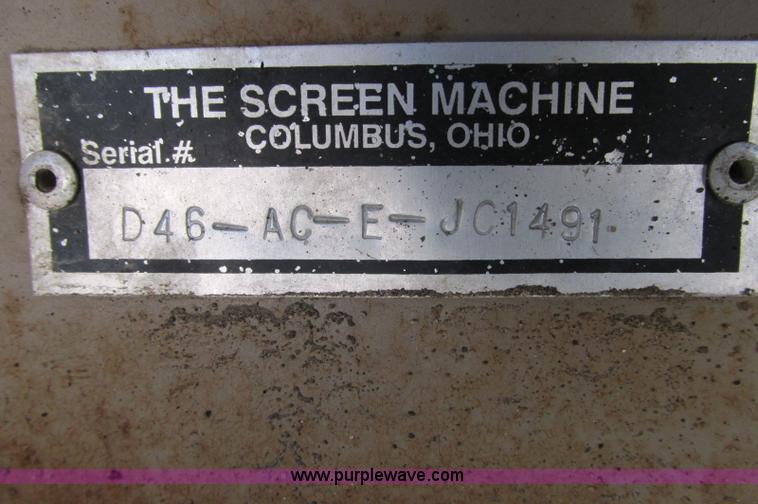 THE SCREEN MACHINE
COLUMBUS, OHIO
Serial #
D46-AC-E-JC1491
www.purplewave.com